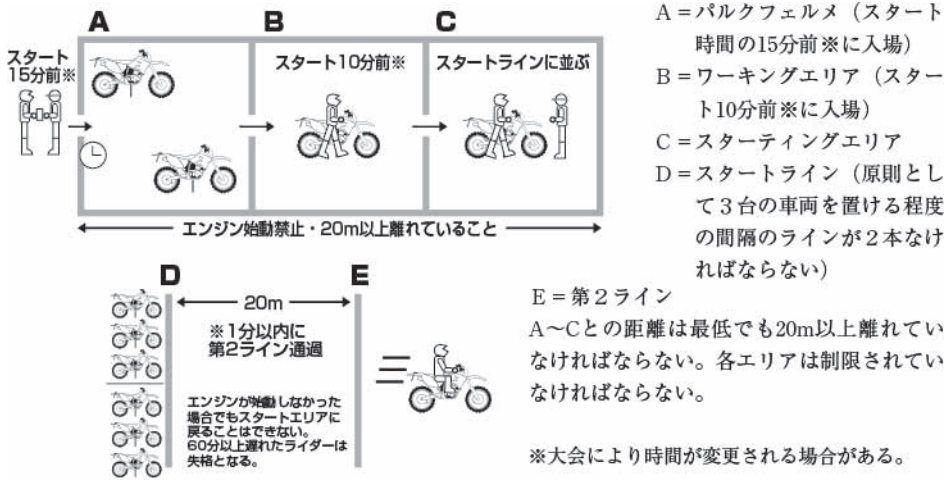 A
B
C
スタート
15分前※
スタート10分前※
スタートラインに並ぶ
エンジン始動禁止・20m以上離れていること
D
E
20m
※1分以内に
第2ライン通過
エンジンが始動しなかった
場合でもスタートエリアに
戻ることはできない。
60分以上遅れたライダーは
失格となる。
A=パルクフェルメ(スタート
時間の15分前※に入場)
B=ワーキングエリア(スター
ト10分前※に入場)
C=スターティングエリア
D=スタートライン(原則とし
て3台の車両を置ける程度
の間隔のラインが2本なけ
ればならない)
E=第2ライン
A〜Cとの距離は最低でも20m以上離れてい
なければならない。各エリアは制限されてい
なければならない。
※大会により時間が変更される場合がある。